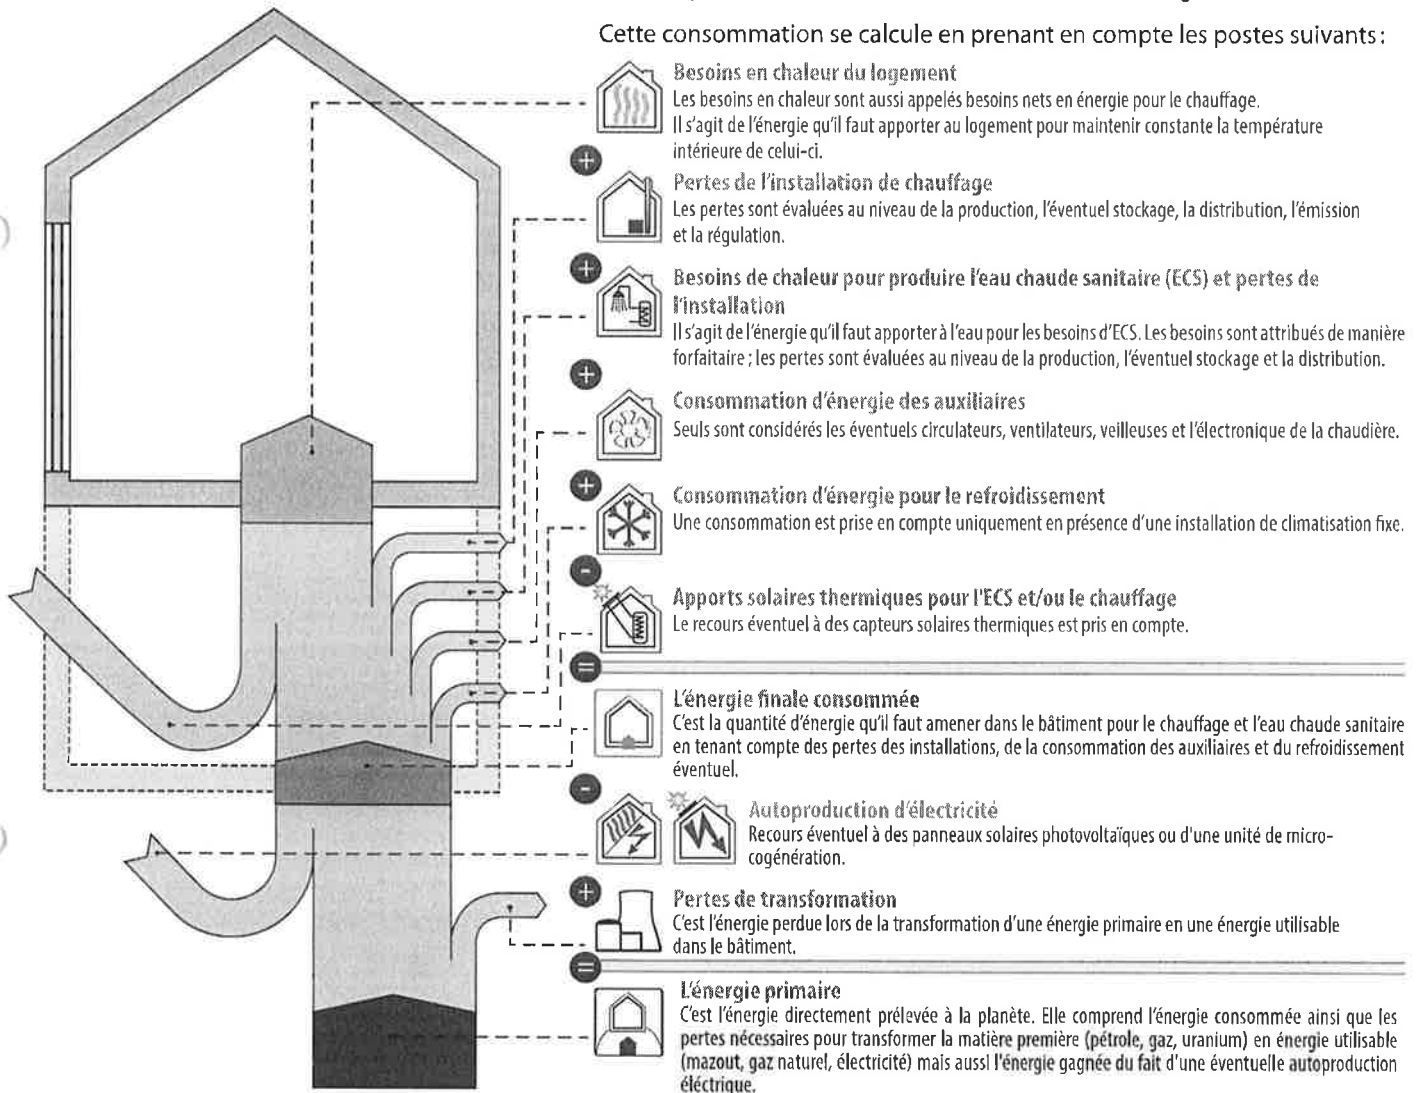 Cette consommation se calcule en prenant en compte les postes suivants :
Besoins en chaleur du logement
Les besoins en chaleur sont aussi appelés besoins nets en énergie pour le chauffage.
Il s'agit de l'énergie qu'il faut apporter au logement pour maintenir constante la température
intérieure de celui-ci.
+
Pertes de l'installation de chauffage
Les pertes sont évaluées au niveau de la production, l'éventuel stockage, la distribution, l'émission
et la régulation.
+
Besoins de chaleur pour produire l'eau chaude sanitaire (ECS) et pertes de
l'installation
Il s'agit de l'énergie qu'il faut apporter à l'eau pour les besoins d'ECS. Les besoins sont attribués de manière
forfaitaire ; les pertes sont évaluées au niveau de la production, l'éventuel stockage et la distribution.
+
Consommation d'énergie des auxiliaires
Seuls sont considérés les éventuels circulateurs, ventilateurs, veilleuses et l'électronique de la chaudière.
+
Consommation d'énergie pour le refroidissement
Une consommation est prise en compte uniquement en présence d'une installation de climatisation fixe.
-
Apports solaires thermiques pour l'ECS et/ou le chauffage
Le recours éventuel à des capteurs solaires thermiques est pris en compte.
=
L'énergie finale consommée
C'est la quantité d'énergie qu'il faut amener dans le bâtiment pour le chauffage et l'eau chaude sanitaire
en tenant compte des pertes des installations, de la consommation des auxiliaires et du refroidissement
éventuel.
-
Autoproduction d'électricité
Recours éventuel à des panneaux solaires photovoltaïques ou d'une unité de micro-
cogénération.
+
Pertes de transformation
C'est l'énergie perdue lors de la transformation d'une énergie primaire en une énergie utilisable
dans le bâtiment.
=
L'énergie primaire
C'est l'énergie directement prélevée à la planète. Elle comprend l'énergie consommée ainsi que les
pertes nécessaires pour transformer la matière première (pétrole, gaz, uranium) en énergie utilisable
(mazout, gaz naturel, électricité) mais aussi l'énergie gagnée du fait d'une éventuelle autoproduction
éléctrique.